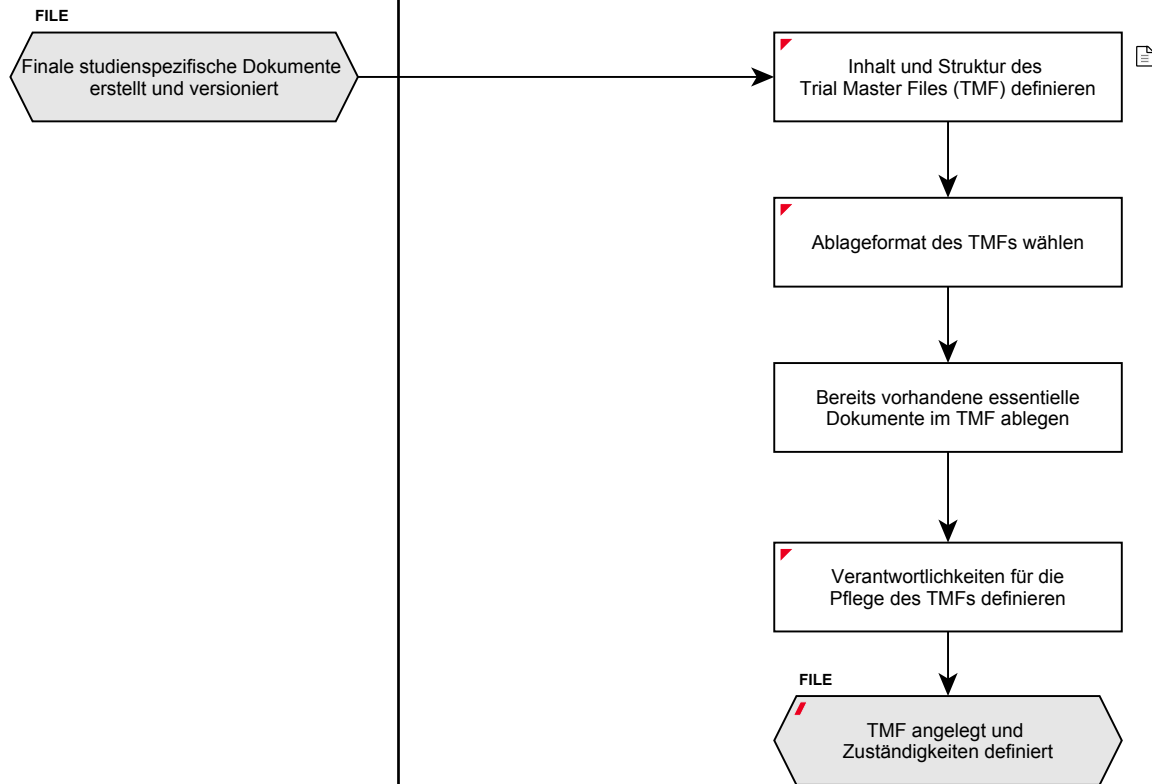 FILE
Finale studienspezifische Dokumente
erstellt und versioniert
Inhalt und Struktur des
Trial Master Files (TMF) definieren
Ablageformat des TMFs wählen
Bereits vorhandene essentielle
Dokumente im TMF ablegen
Verantwortlichkeiten für die
Pflege des TMFs definieren
FILE
TMF angelegt und
Zuständigkeiten definiert